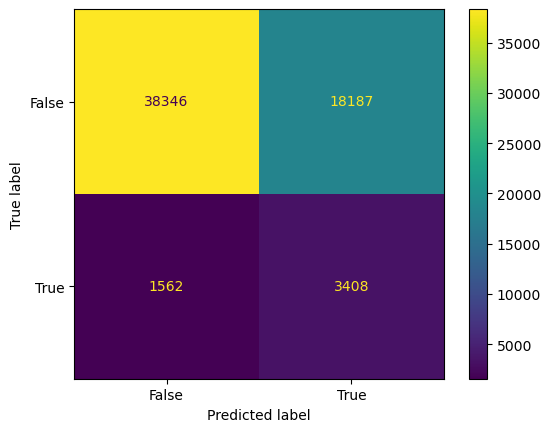 True label
False
True
38346
18187
1562
3408
False
True
Predicted label
35000
30000
25000
20000
15000
10000
5000